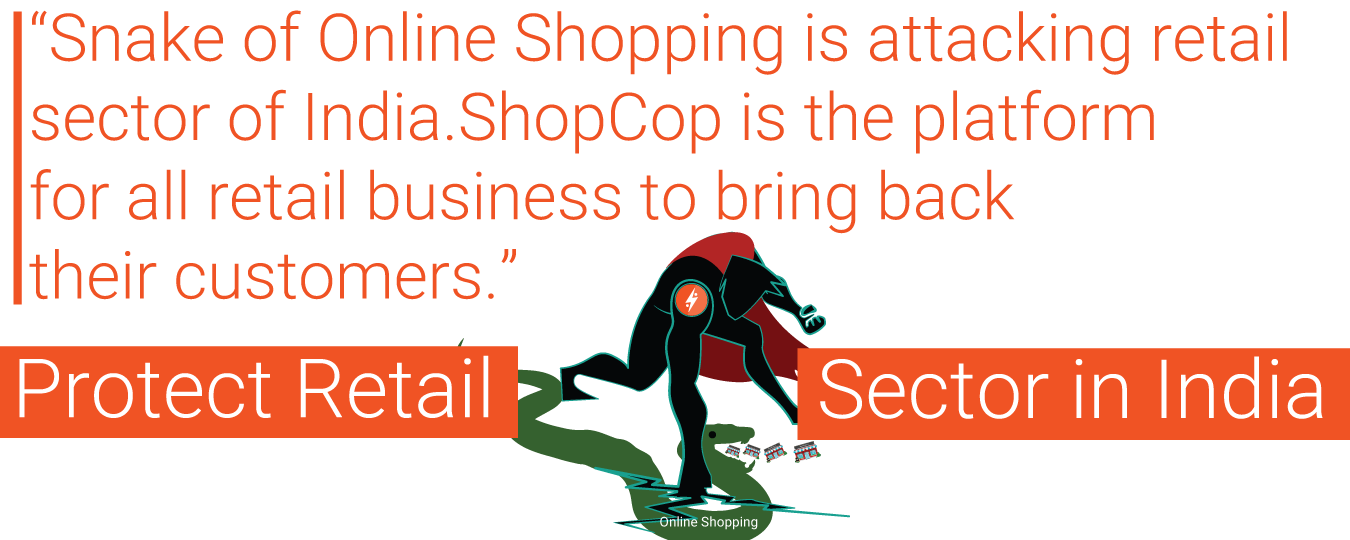 “Snake of Online Shopping is attacking retail
sector of India.ShopCop is the platform
for all retail business to bring back
their customers.”
Protect Retail
Sector in India
Online Shopping